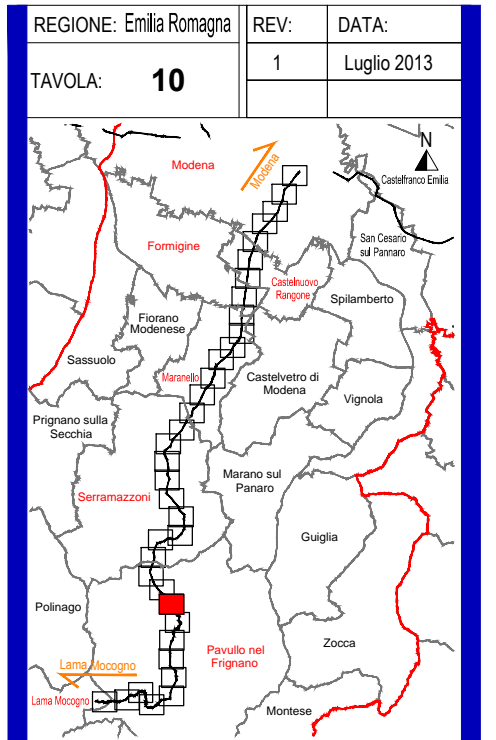 REGIONE: Emilia Romagna
REV:
DATA:
TAVOLA: 10
1
Luglio 2013
Modena
Modena
N
Castelfranco Emilia
Formigine
San Cesario
sul Pannaro
Castelnuovo
Rangone
Spilamberto
Fiorano
Modenese
Sassuolo
Maranello
Castelvetro di
Modena
Vignola
Prignano sulla
Secchia
Marano sul
Panaro
Serramazzoni
Guiglia
Polinago
Pavullo nel
Frignano
Zocca
Lama Mocogno
Lama Mocogno
Montese